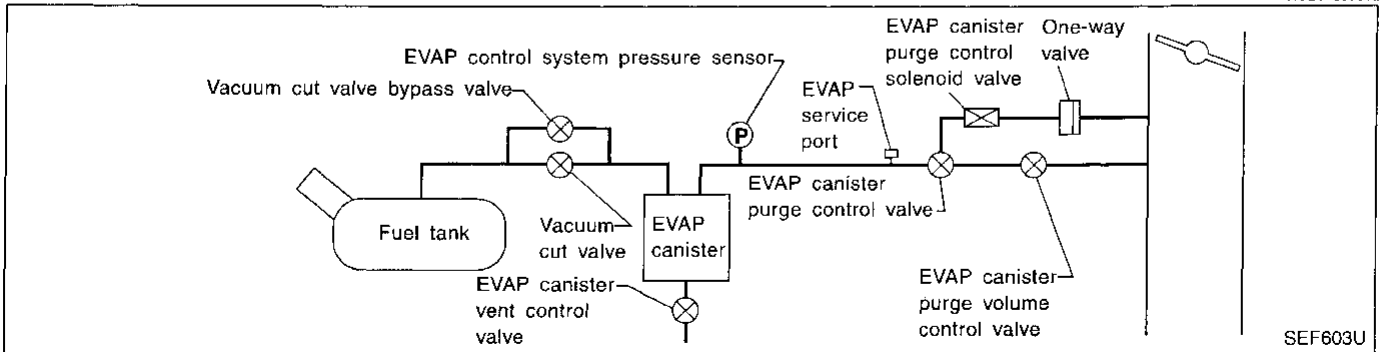 EVAP canister
purge control
solenoid valve
One-way
valve
EVAP control system pressure sensor
Vacuum cut valve bypass valve
EVAP
service
port
P
EVAP canister
purge control valve
Fuel tank
Vacuum
cut valve
EVAP
canister
EVAP canister
vent control
valve
EVAP canister
purge volume
control valve
SEF603U